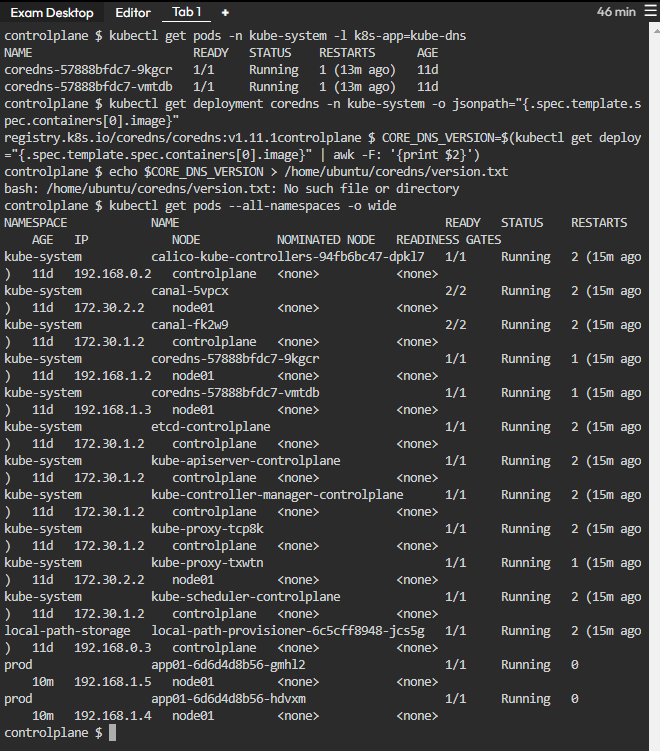 Exam Desktop Editor Tab 1 + 46 min
controlplane $ kubectl get pods -n kube-system -l k8s-app=kube-dns
NAME READY STATUS RESTARTS AGE
coredns-57888bfdc7-9kgcr 1/1 Running 1 (13m ago) 11d
coredns-57888bfdc7-vmtdb 1/1 Running 1 (13m ago) 11d
controlplane $ kubectl get deployment coredns -n kube-system -o jsonpath="{.spec.template.s
pec.containers[0].image}"
registry.k8s.io/coredns/coredns:v1.11.1controlplane $ CORE_DNS_VERSION=$(kubectl get deploy
="{.spec.template.spec.containers[0].image}" | awk -F: '{print $2}')
controlplane $ echo $CORE_DNS_VERSION > /home/ubuntu/coredns/version.txt
bash: /home/ubuntu/coredns/version.txt: No such file or directory
controlplane $ kubectl get pods --all-namespaces -o wide
NAMESPACE NAME READY STATUS RESTARTS
AGE IP NODE NOMINATED NODE READINESS GATES
kube-system calico-kube-controllers-94fb6bc47-dpkl7 1/1 Running 2 (15m ago
) 11d 192.168.0.2 controlplane <none> <none>
kube-system canal-5vpcx 2/2 Running 2 (15m ago
) 11d 172.30.2.2 node01 <none> <none>
kube-system canal-fk2w9 2/2 Running 2 (15m ago
) 11d 172.30.1.2 controlplane <none> <none>
kube-system coredns-57888bfdc7-9kgcr 1/1 Running 1 (15m ago
) 11d 192.168.1.2 node01 <none> <none>
kube-system coredns-57888bfdc7-vmtdb 1/1 Running 1 (15m ago
) 11d 192.168.1.3 node01 <none> <none>
kube-system etcd-controlplane 1/1 Running 2 (15m ago
) 11d 172.30.1.2 controlplane <none> <none>
kube-system kube-apiserver-controlplane 1/1 Running 2 (15m ago
) 11d 172.30.1.2 controlplane <none> <none>
kube-system kube-controller-manager-controlplane 1/1 Running 2 (15m ago
) 11d 172.30.1.2 controlplane <none> <none>
kube-system kube-proxy-tcp8k 1/1 Running 2 (15m ago
) 11d 172.30.1.2 controlplane <none> <none>
kube-system kube-proxy-txwtn 1/1 Running 1 (15m ago
) 11d 172.30.2.2 node01 <none> <none>
kube-system kube-scheduler-controlplane 1/1 Running 2 (15m ago
) 11d 172.30.1.2 controlplane <none> <none>
local-path-storage local-path-provisioner-6c5cff8948-jcs5g 1/1 Running 2 (15m ago
) 11d 192.168.0.3 controlplane <none> <none>
prod app01-6d6d4d8b56-gmhl2 1/1 Running 0
10m 192.168.1.5 node01 <none> <none>
prod app01-6d6d4d8b56-hdvxm 1/1 Running 0
10m 192.168.1.4 node01 <none> <none>
controlplane $